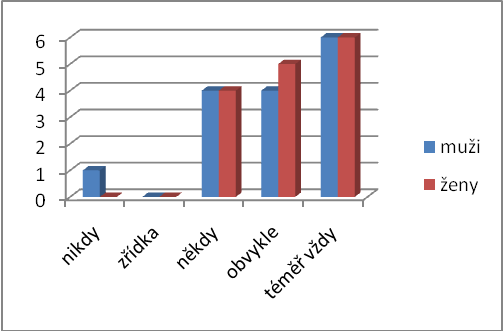 6
5
4
3
2
1
0
nikdy
zřídka
někdy
obvykle
téměř vždy
muži
ženy